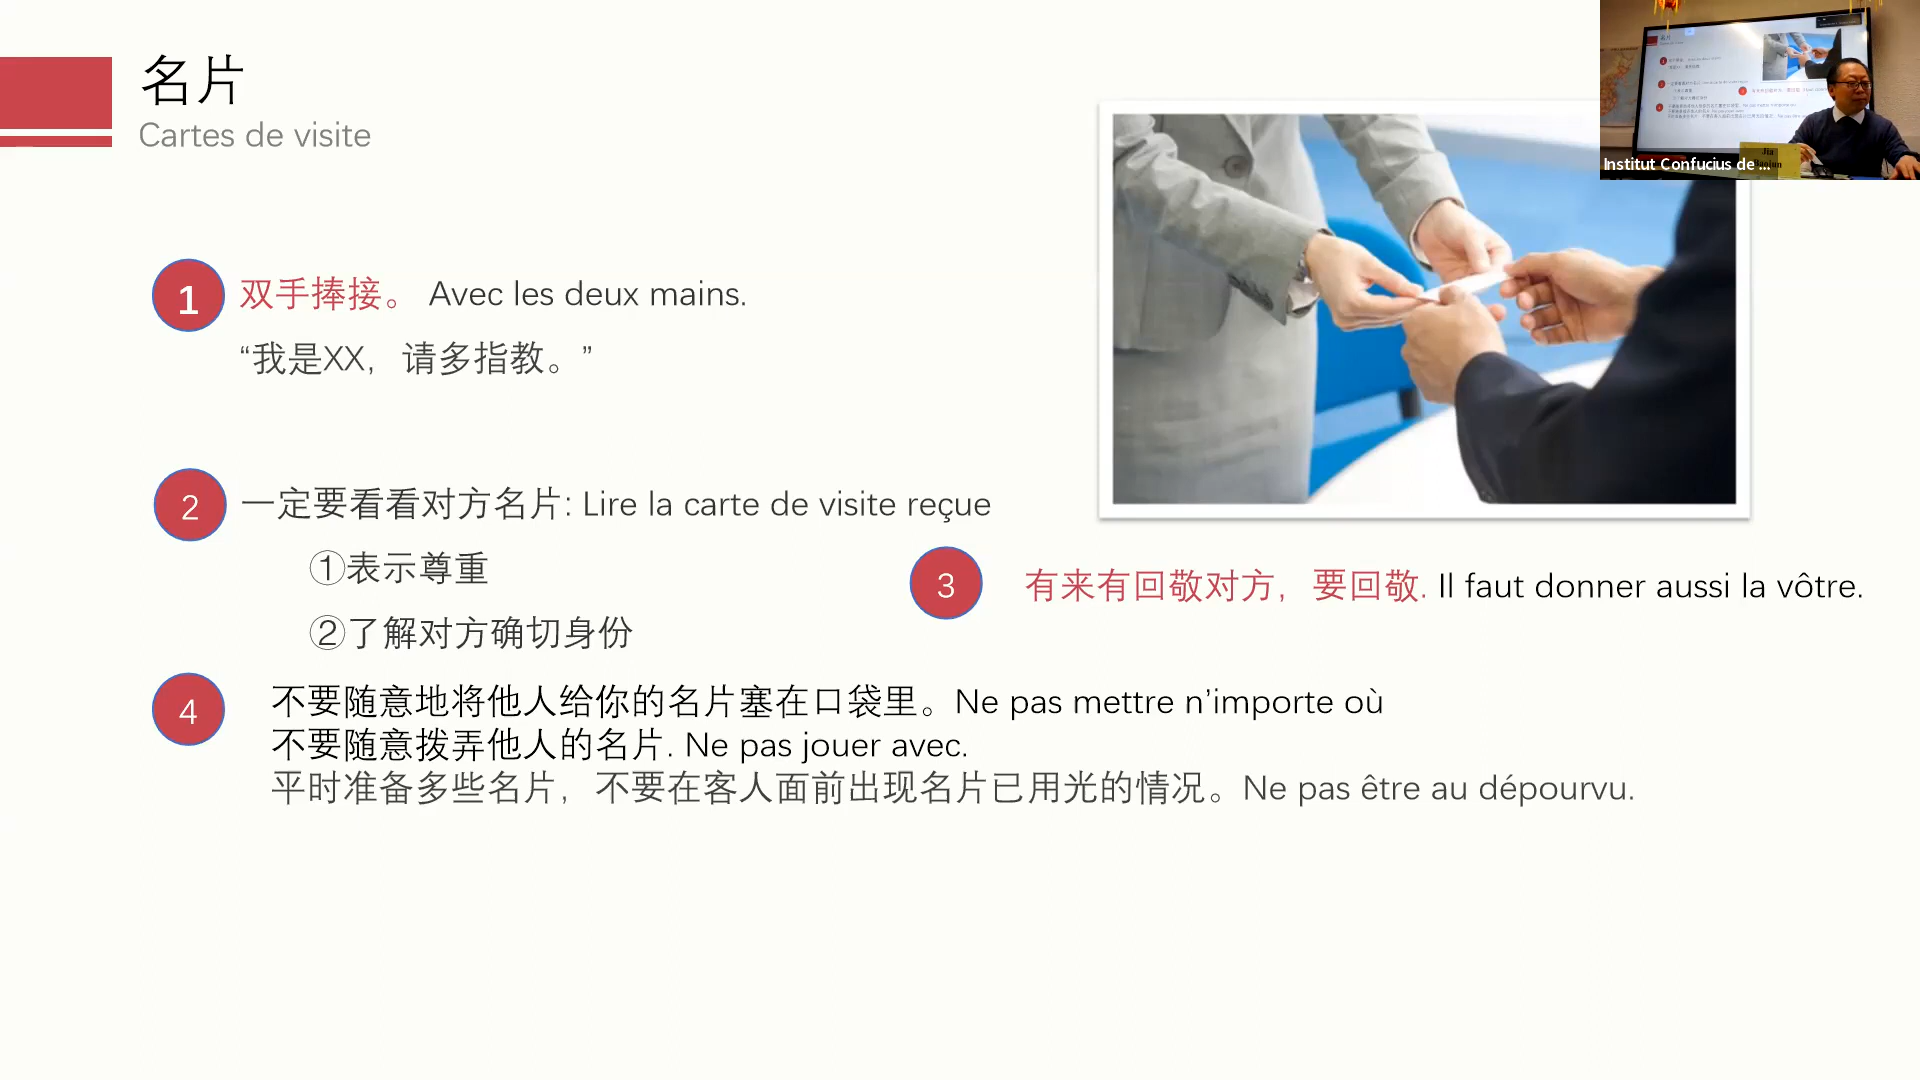 名片
Cartes de visite
1 双手捧接。 Avec les deux mains.
“我是XX，请多指教。”
2 一定要看看对方名片: Lire la carte de visite reçue
①表示尊重
②了解对方确切身份
3 有来有回敬对方，要回敬. Il faut donner aussi la vôtre.
4 不要随意地将他人给你的名片塞在口袋里。Ne pas mettre n’importe où
不要随意拨弄他人的名片. Ne pas jouer avec.
平时准备多些名片，不要在客人面前出现名片已用光的情况。Ne pas être au dépourvu.
Institut Confucius de ...
Jia